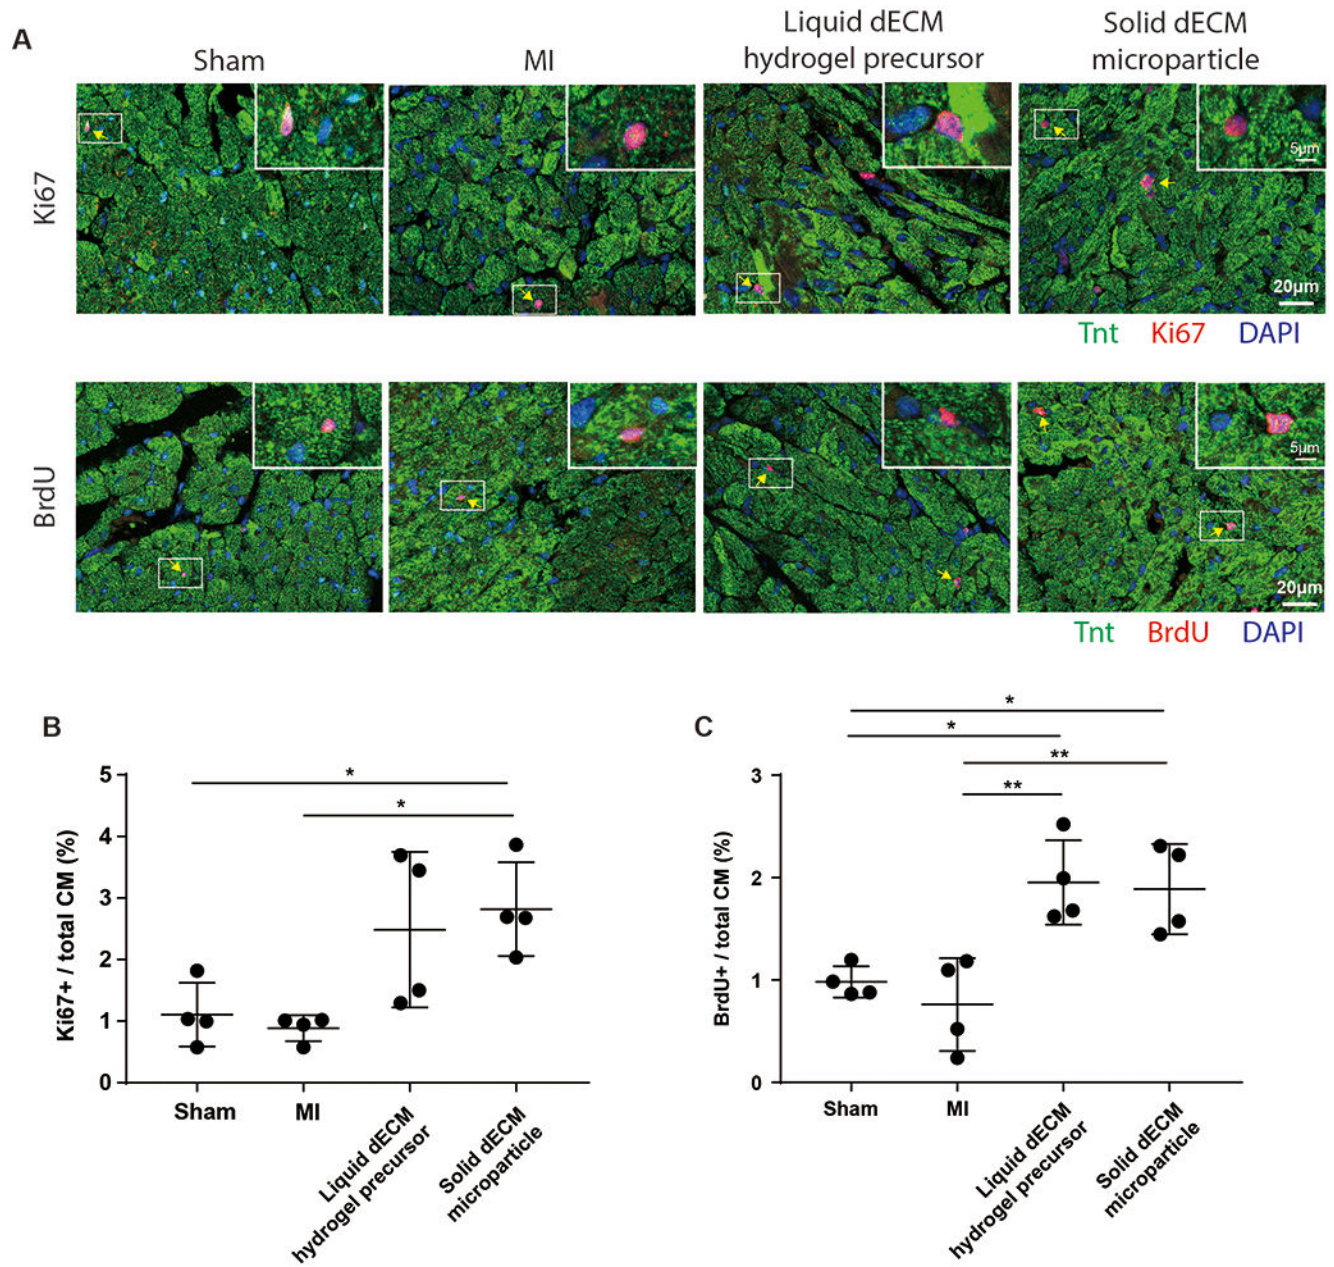 A
Sham
MI
Liquid dECM
hydrogel precursor
Solid dECM
microparticle
Ki67
5µm
20µm
Tnt Ki67 DAPI
BrdU
5µm
20µm
Tnt BrdU DAPI
B
Ki67+ / total CM (%)
5
4
3
2
1
0
*
*
Sham
MI
Liquid dECM
hydrogel precursor
Solid dECM
microparticle
C
BrdU+ / total CM (%)
3
2
1
0
*
*
**
**
Sham
MI
Liquid dECM
hydrogel precursor
Solid dECM
microparticle